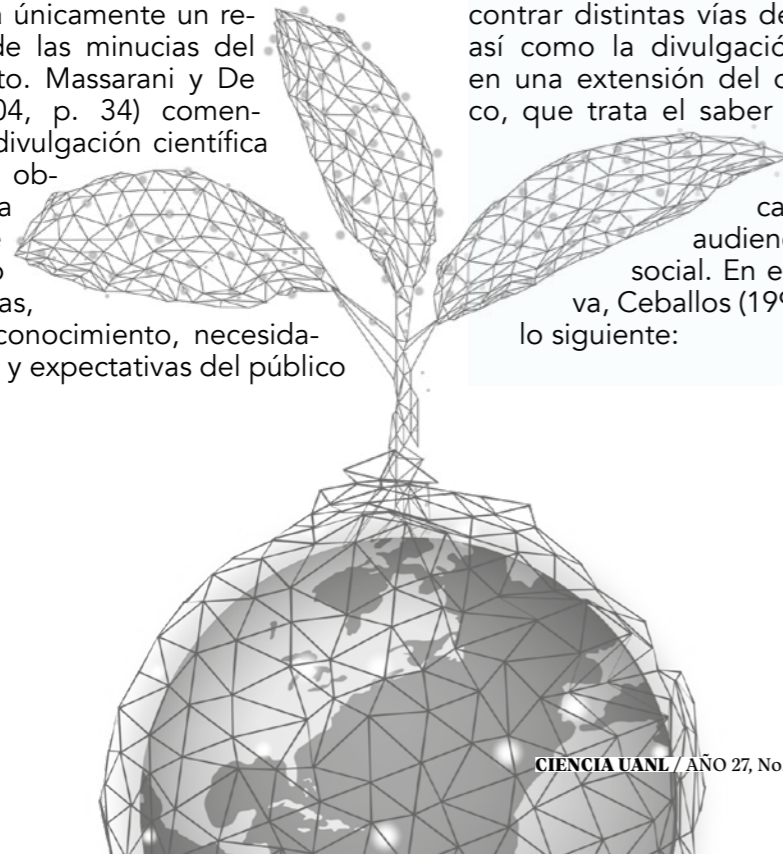 únicamente un re-
de las minucias del
to. Massarani y De
04, p. 34) comen-
divulgación científica
ob-
a
o
as,
conocimiento, necesida-
y expectativas del público
contrar distintas vías de
así como la divulgació
en una extensión del
co, que trata el saber
ca
audien
social. En e
va, Ceballos (199
lo siguiente:
CIENCIA UANL / AÑO 27, No